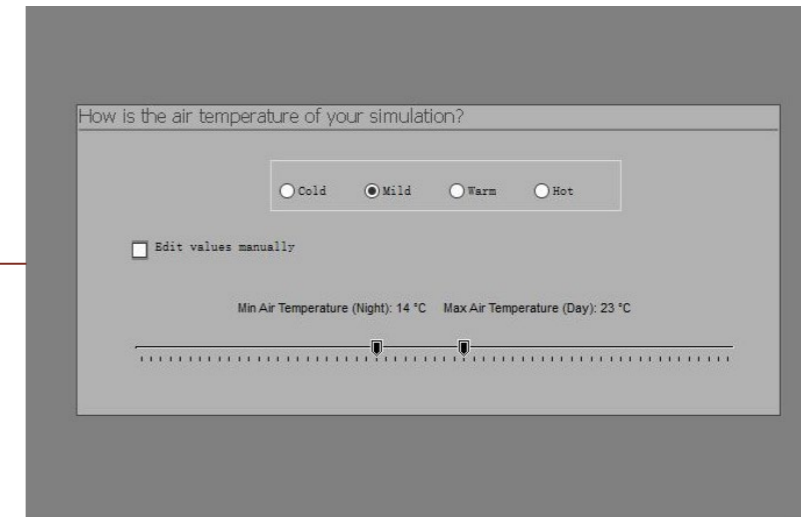 How is the air temperature of your simulation?
Cold Mild Warm Hot
Edit values manually
Min Air Temperature (Night): 14 °C Max Air Temperature (Day): 23 °C